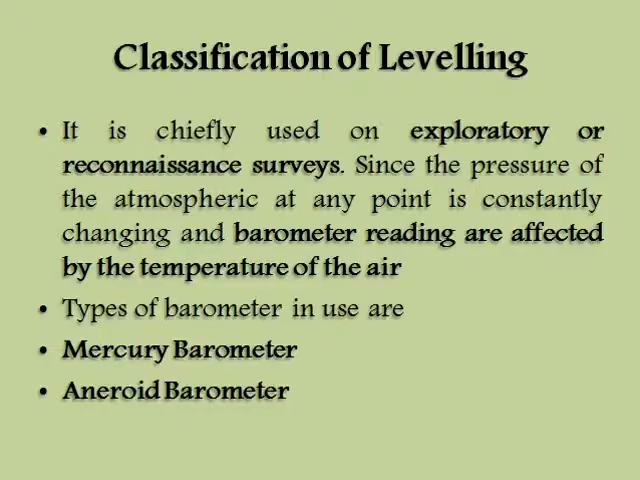 Classification of Levelling
• It is chiefly used on exploratory or
reconnaissance surveys. Since the pressure of
the atmospheric at any point is constantly
changing and barometer reading are affected
by the temperature of the air
• Types of barometer in use are
• Mercury Barometer
• Aneroid Barometer